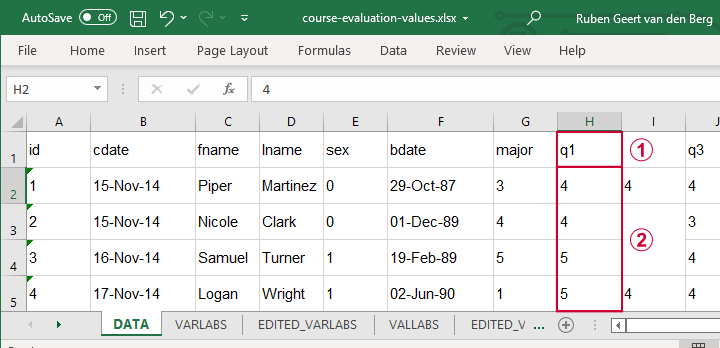 AutoSave Off course-evaluation-values.xlsx Ruben Geert van den Berg
File Home Insert Page Layout Formulas Data Review View Help
H2 fx 4
A B C D E F G H I J
1 id cdate fname lname sex bdate major q1 1 q3
2 1 15-Nov-14 Piper Martinez 0 29-Oct-87 3 4 4 4
3 2 15-Nov-14 Nicole Clark 0 01-Dec-89 4 4 2 3
4 3 16-Nov-14 Samuel Turner 1 19-Feb-89 5 5 4
5 4 17-Nov-14 Logan Wright 1 02-Jun-90 1 5 4 4
DATA VARLABS EDITED_VARLABS VALLABS EDITED_V ...